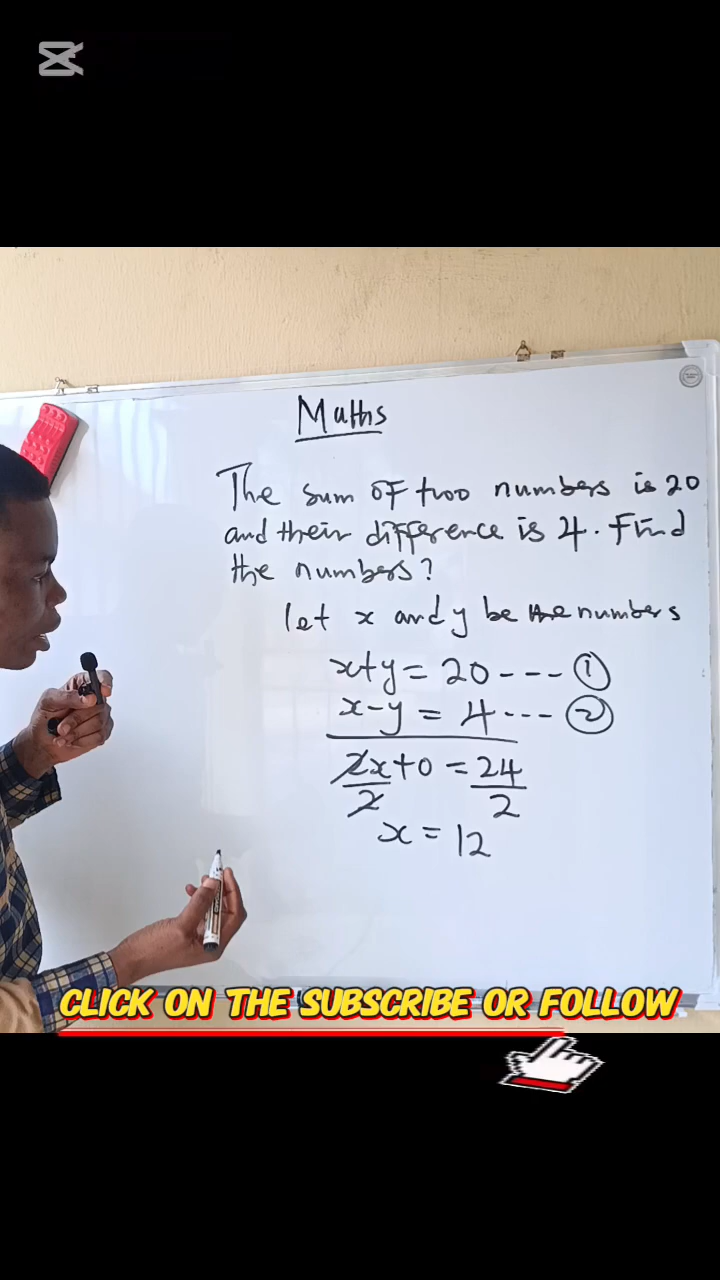 Maths
The sum of two numbers is 20
and their difference is 4. Find
the numbers?
let x and y be the numbers
x+y = 20 --- ①
x-y = 4 --- ②
2x+0 = 24
2 2
x = 12
CLICK ON THE SUBSCRIBE OR FOLLOW